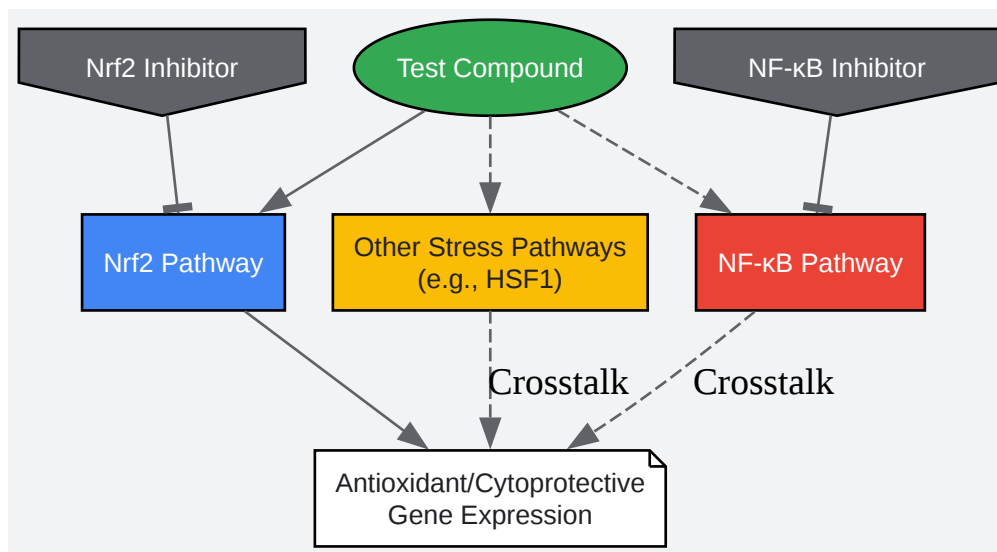 Nrf2 Inhibitor
Test Compound
NF-κB Inhibitor
Nrf2 Pathway
Other Stress Pathways
(e.g., HSF1)
NF-κB Pathway
Crosstalk
Crosstalk
Antioxidant/Cytoprotective
Gene Expression